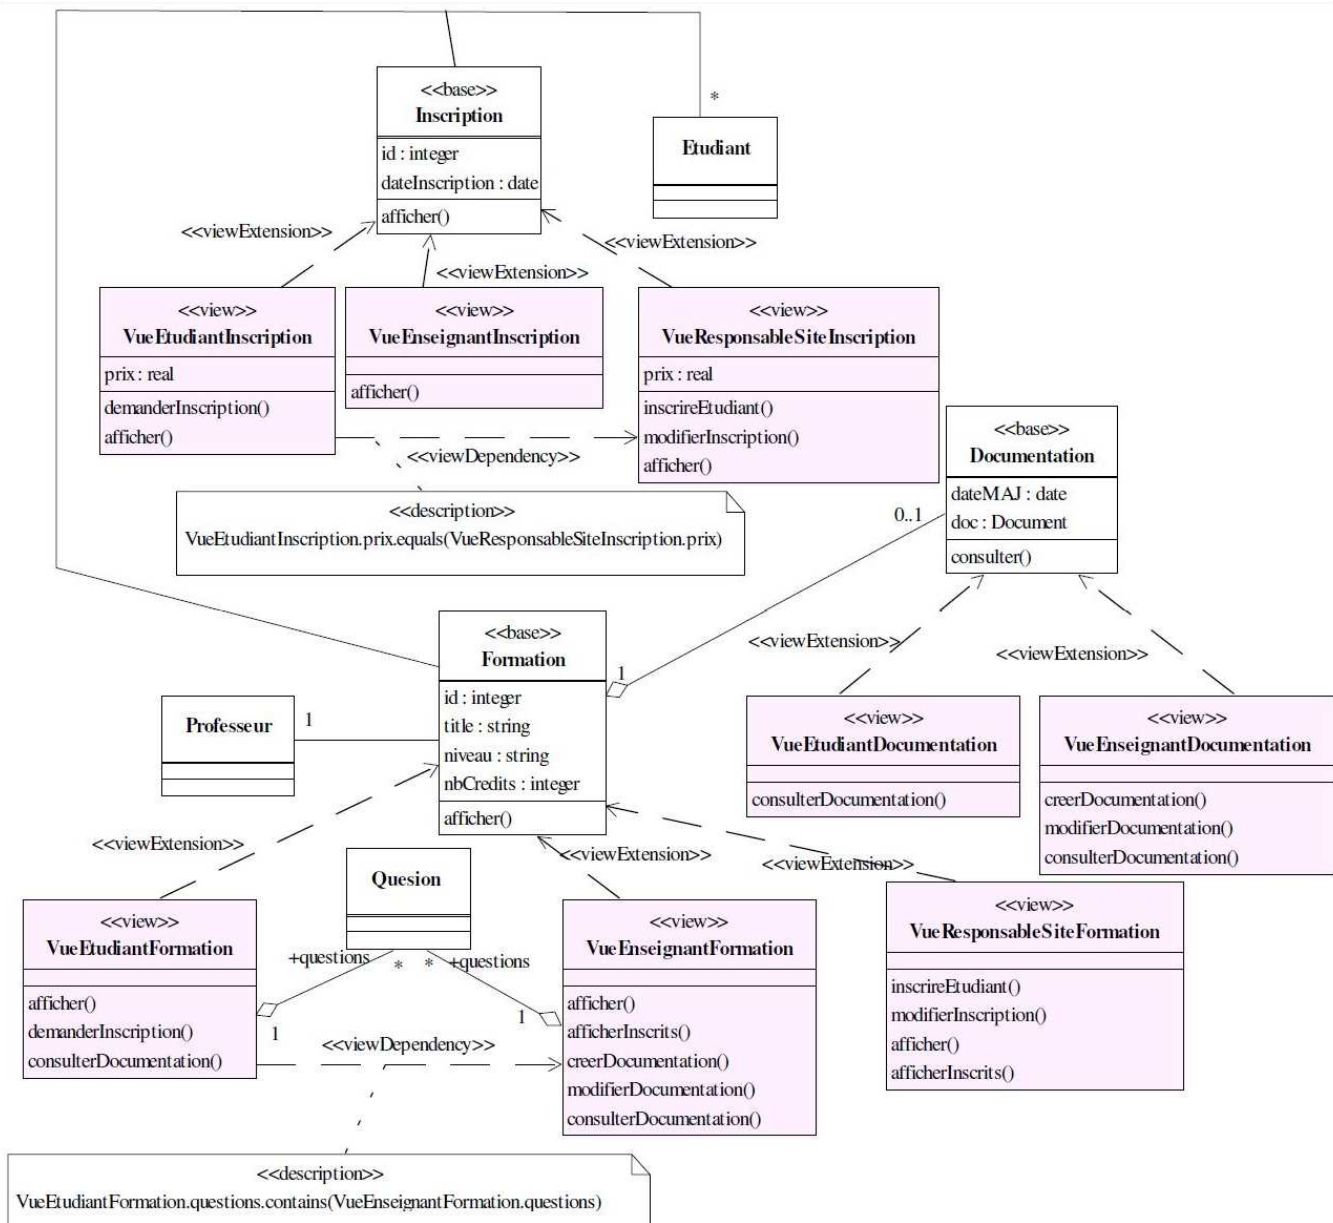 <<base>>
Inscription
id : integer
dateInscription : date
afficher()
*
Etudiant
<<viewExtension>>
<<viewExtension>>
<<viewExtension>>
<<view>>
VueEtudiantInscription
prix : real
demanderInscription()
afficher()
<<view>>
VueEnseignantInscription
afficher()
<<view>>
VueResponsableSiteInscription
prix : real
inscrireEtudiant()
modifierInscription()
afficher()
<<viewDependency>>
<<description>>
VueEtudiantInscription.prix.equals(VueResponsableSiteInscription.prix)
<<base>>
Documentation
dateMAJ : date
doc : Document
consulter()
0..1
1
<<base>>
Formation
id : integer
title : string
niveau : string
nbCredits : integer
afficher()
Professeur
1
<<viewExtension>>
<<viewExtension>>
<<view>>
VueEtudiantDocumentation
consulterDocumentation()
<<view>>
VueEnseignantDocumentation
creerDocumentation()
modifierDocumentation()
consulterDocumentation()
<<viewExtension>>
<<viewExtension>>
<<viewExtension>>
Quesion
+questions
*
*
+questions
<<view>>
VueEtudiantFormation
afficher()
demanderInscription()
consulterDocumentation()
1
1
<<viewDependency>>
<<view>>
VueEnseignantFormation
afficher()
afficherInscrits()
creerDocumentation()
modifierDocumentation()
consulterDocumentation()
<<view>>
VueResponsableSiteFormation
inscrireEtudiant()
modifierInscription()
afficher()
afficherInscrits()
<<description>>
VueEtudiantFormation.questions.contains(VueEnseignantFormation.questions)